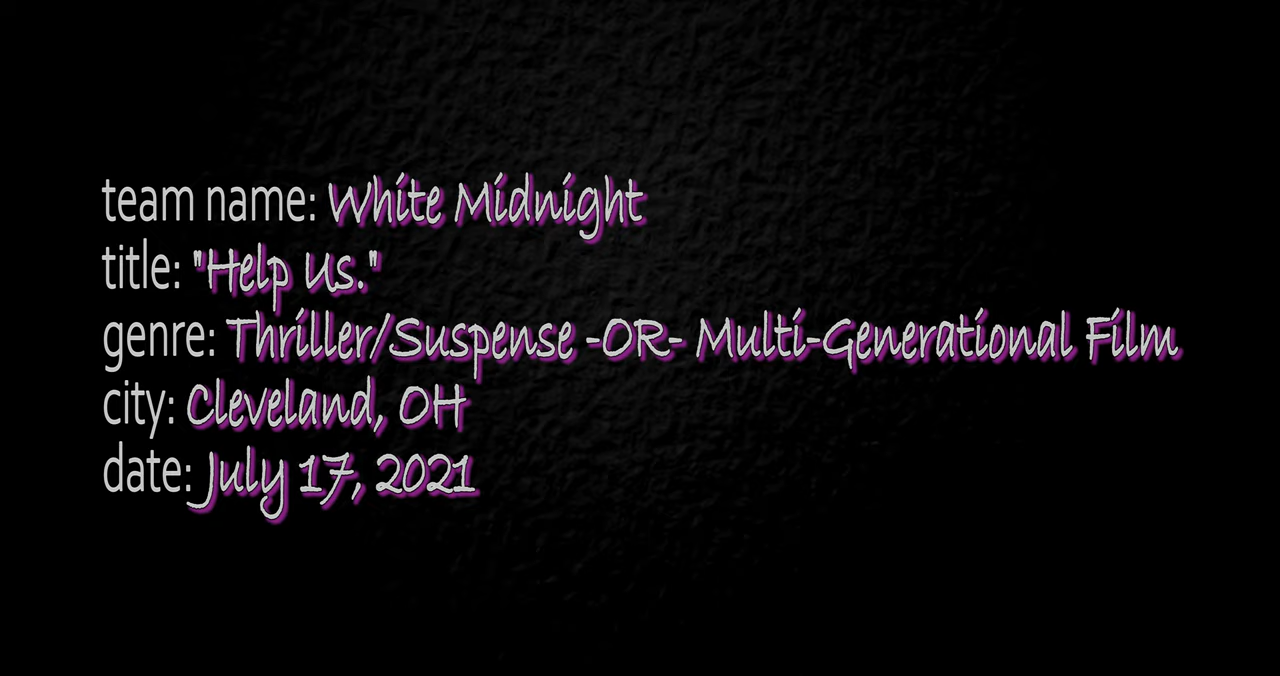 team name: White Midnight
title: "Help Us."
genre: Thriller/Suspense -OR- Multi-Generational Film
city: Cleveland, OH
date: July 17, 2021